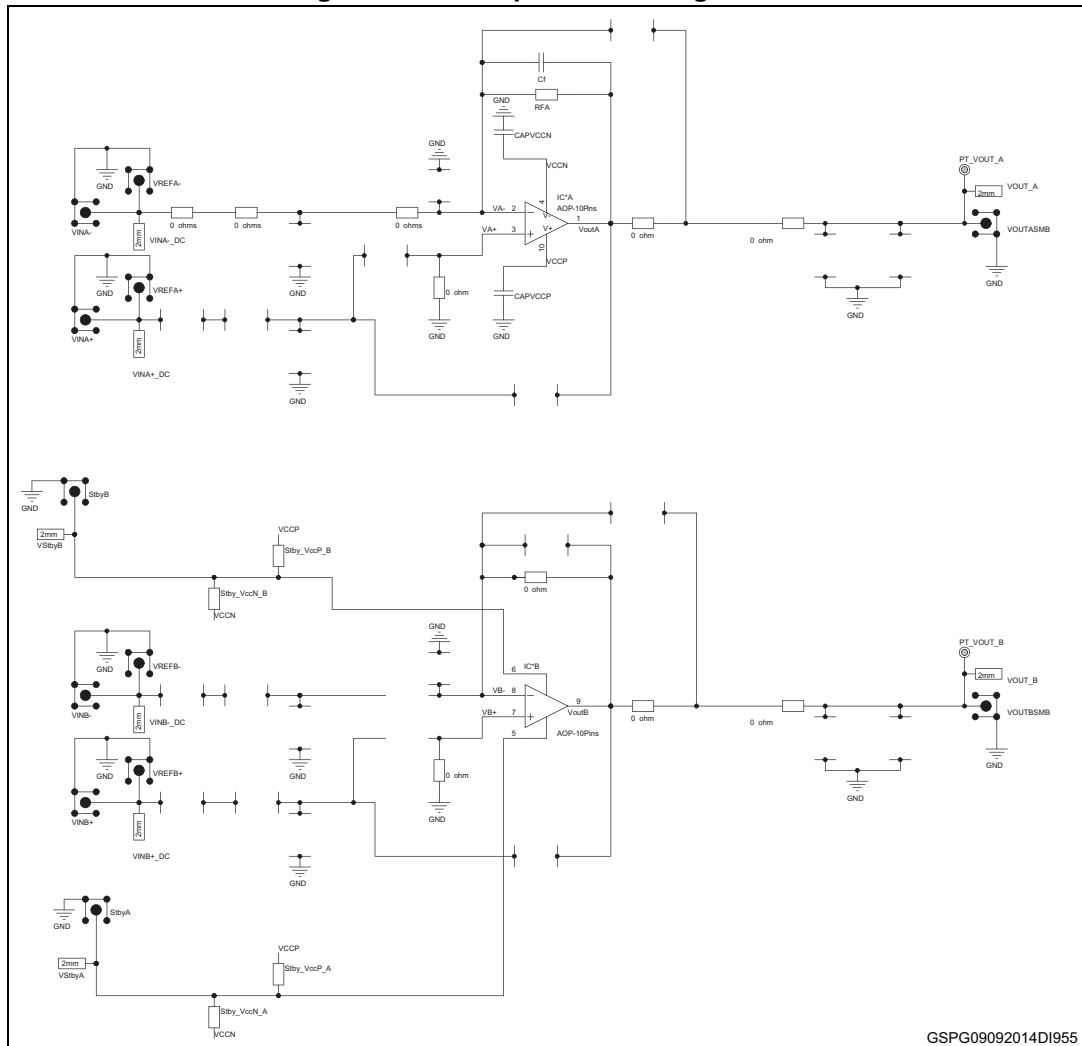 Cf
GND
RFA
CAPVCCN
GND
VCCN
GND
VREFA-
VINA-
0 ohms
0 ohms
0 ohms
2mm
VINA-_DC
VA-
2
4
IC*A
AOP-10Pins
V-
V+
1
VoutA
VA+
3
10
VCCP
0 ohm
0 ohm
PT_VOUT_A
2mm
VOUT_A
VOUTASMB
GND
GND
GND
VREFA+
VINA+
2mm
VINA+_DC
GND
0 ohm
GND
CAPVCCP
GND
GND
GND
StbyB
GND
2mm
VStbyB
VCCP
Stby_VccP_B
Stby_VccN_B
VCCN
0 ohm
GND
GND
VREFB-
VINB-
2mm
VINB-_DC
6
IC*B
VB-
8
9
VoutB
VB+
7
5
AOP-10Pins
0 ohm
0 ohm
PT_VOUT_B
2mm
VOUT_B
VOUTBSMB
GND
GND
GND
VREFB+
VINB+
2mm
VINB+_DC
GND
0 ohm
GND
GND
StbyA
GND
2mm
VStbyA
VCCP
Stby_VccP_A
Stby_VccN_A
VCCN
GSPG09092014DI955